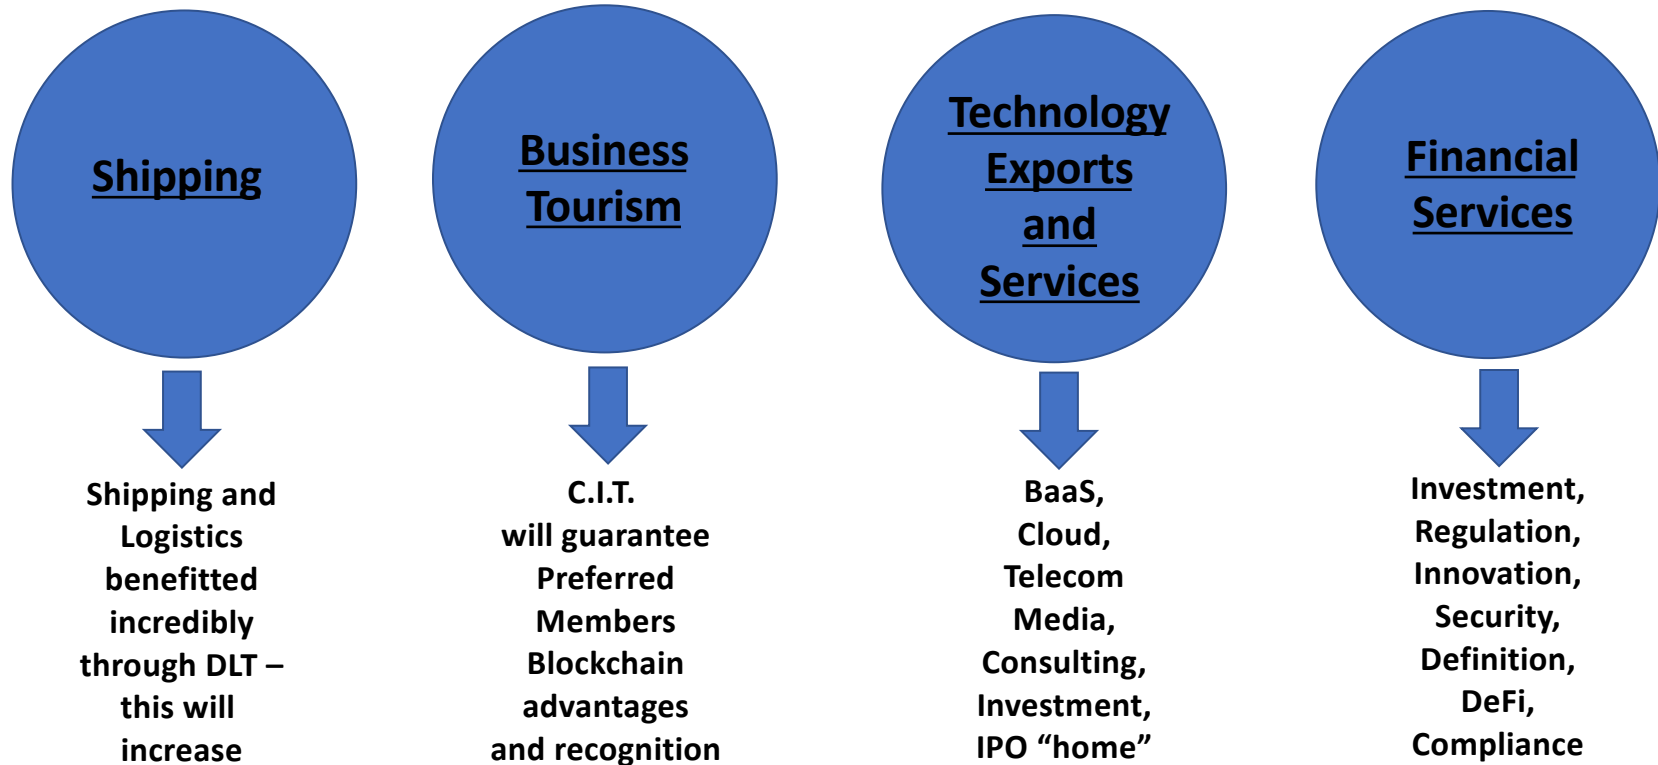 Shipping
Business
Tourism
Technology
Exports
and
Services
Financial
Services
Shipping and
Logistics
benefitted
incredibly
through DLT –
this will
increase
C.I.T.
will guarantee
Preferred
Members
Blockchain
advantages
and recognition
BaaS,
Cloud,
Telecom
Media,
Consulting,
Investment,
IPO “home”
Investment,
Regulation,
Innovation,
Security,
Definition,
DeFi,
Compliance